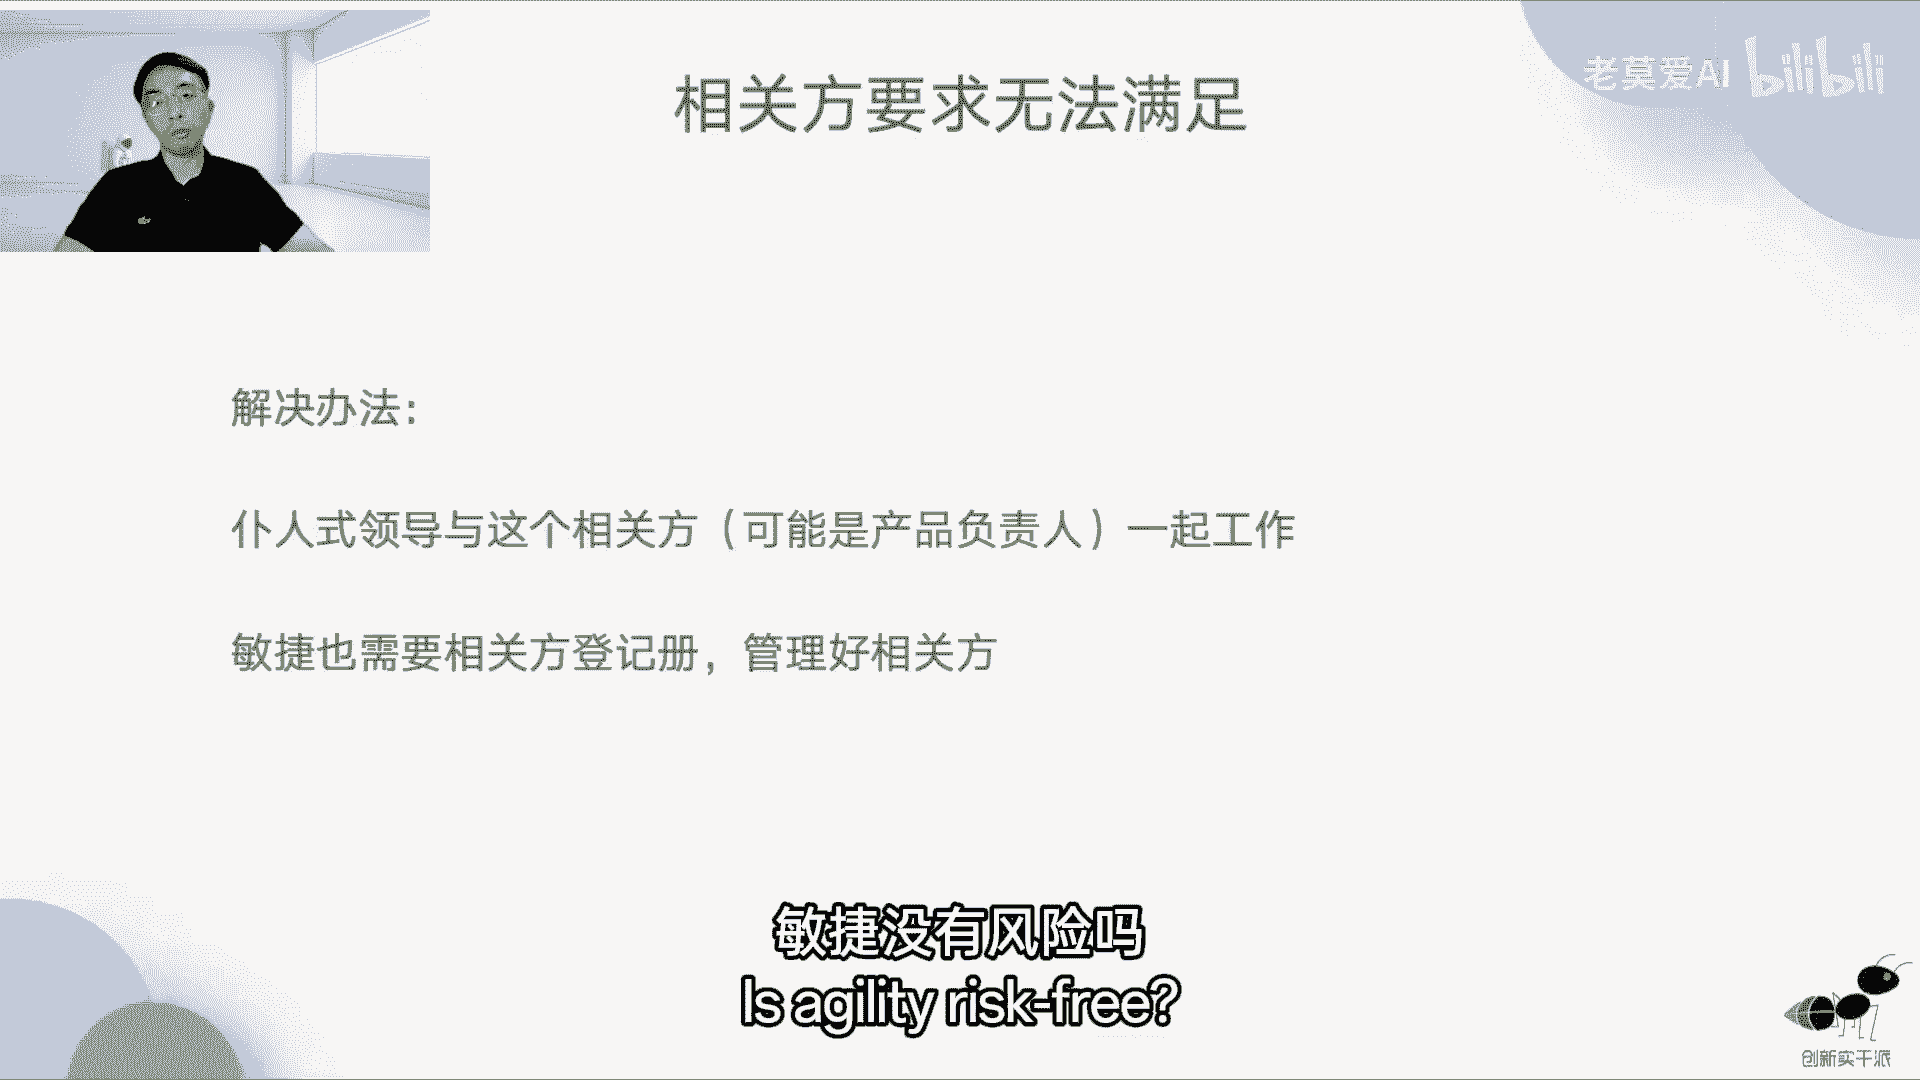 老莫爱AI bilibili
相关方要求无法满足
解决办法：
仆人式领导与这个相关方（可能是产品负责人）一起工作
敏捷也需要相关方登记册，管理好相关方
敏捷没有风险吗
Is agility risk-free?
创新实干派